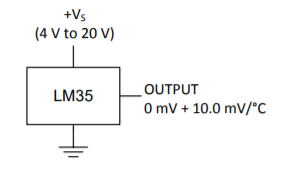 +Vs
(4 V to 20 V)
LM35
OUTPUT
0 mV + 10.0 mV/°C